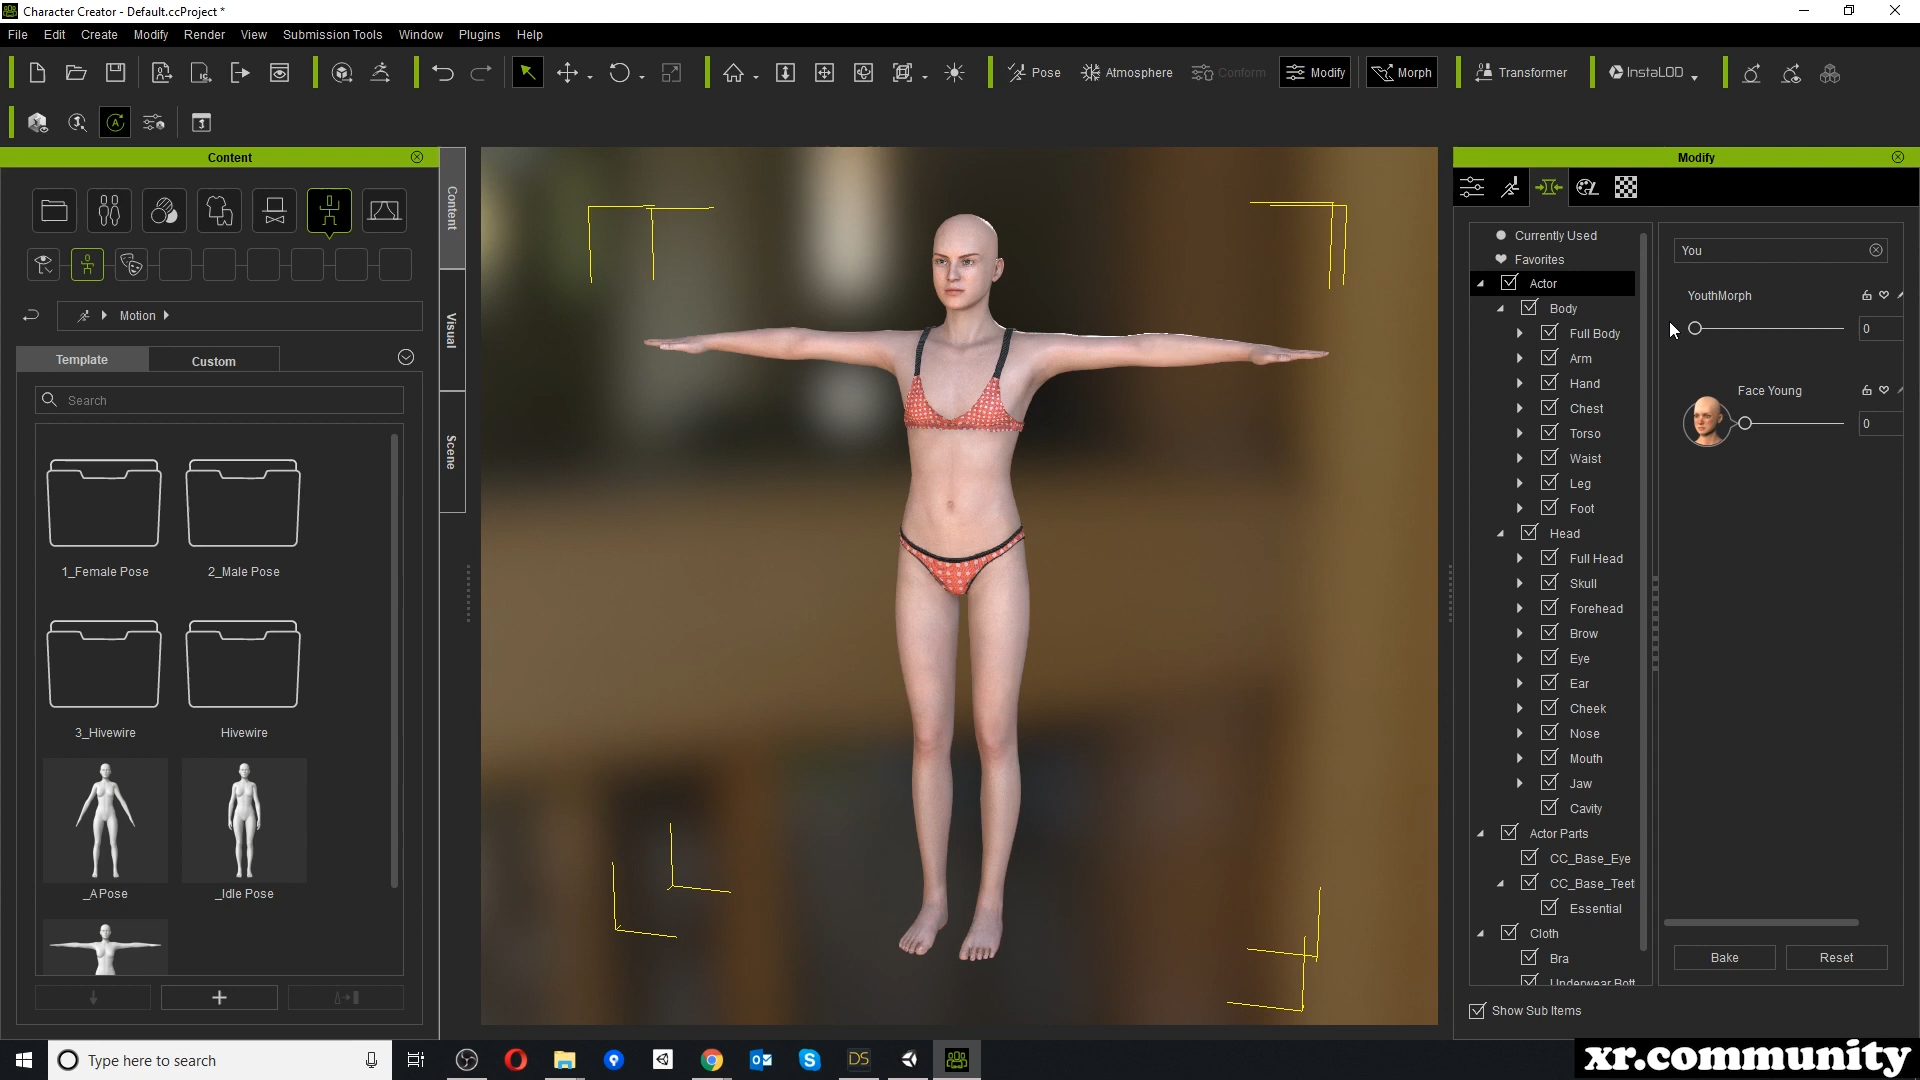 Character Creator - Default.ccProject *
File Edit Create Modify Render View Submission Tools Window Plugins Help
Pose Atmosphere Conform Modify Morph Transformer InstaLOD
Content
Modify
Content
Visual
Scene
Motion
Template Custom
Search
1_Female Pose 2_Male Pose
3_Hivewire Hivewire
_APose _Idle Pose
Currently Used
Favorites
Actor
Body
Full Body
Arm
Hand
Chest
Torso
Waist
Leg
Foot
Head
Full Head
Skull
Forehead
Brow
Eye
Ear
Cheek
Nose
Mouth
Jaw
Cavity
Actor Parts
CC_Base_Eye
CC_Base_Teet
Essential
Cloth
Bra
Underwear Bott
Show Sub Items
You
YouthMorph
0
Face Young
0
Bake Reset
Type here to search
DS
xr.community